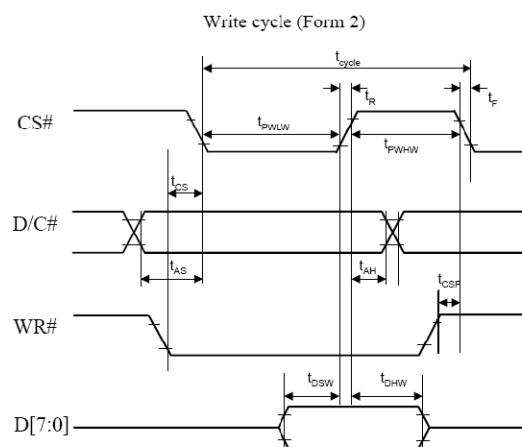 Write cycle (Form 2)
tcycle
tR
tF
CS#
tPWLW
tPWHW
tCS
D/C#
tAS
tAH
tCSF
WR#
tDSW
tDHW
D[7:0]